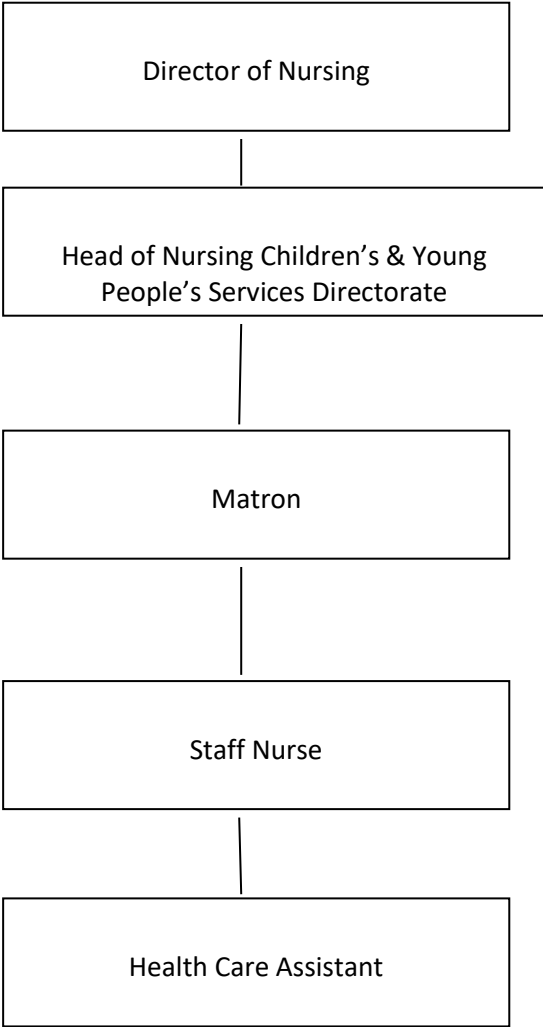 Director of Nursing
Head of Nursing Children’s & Young
People’s Services Directorate
Matron
Staff Nurse
Health Care Assistant